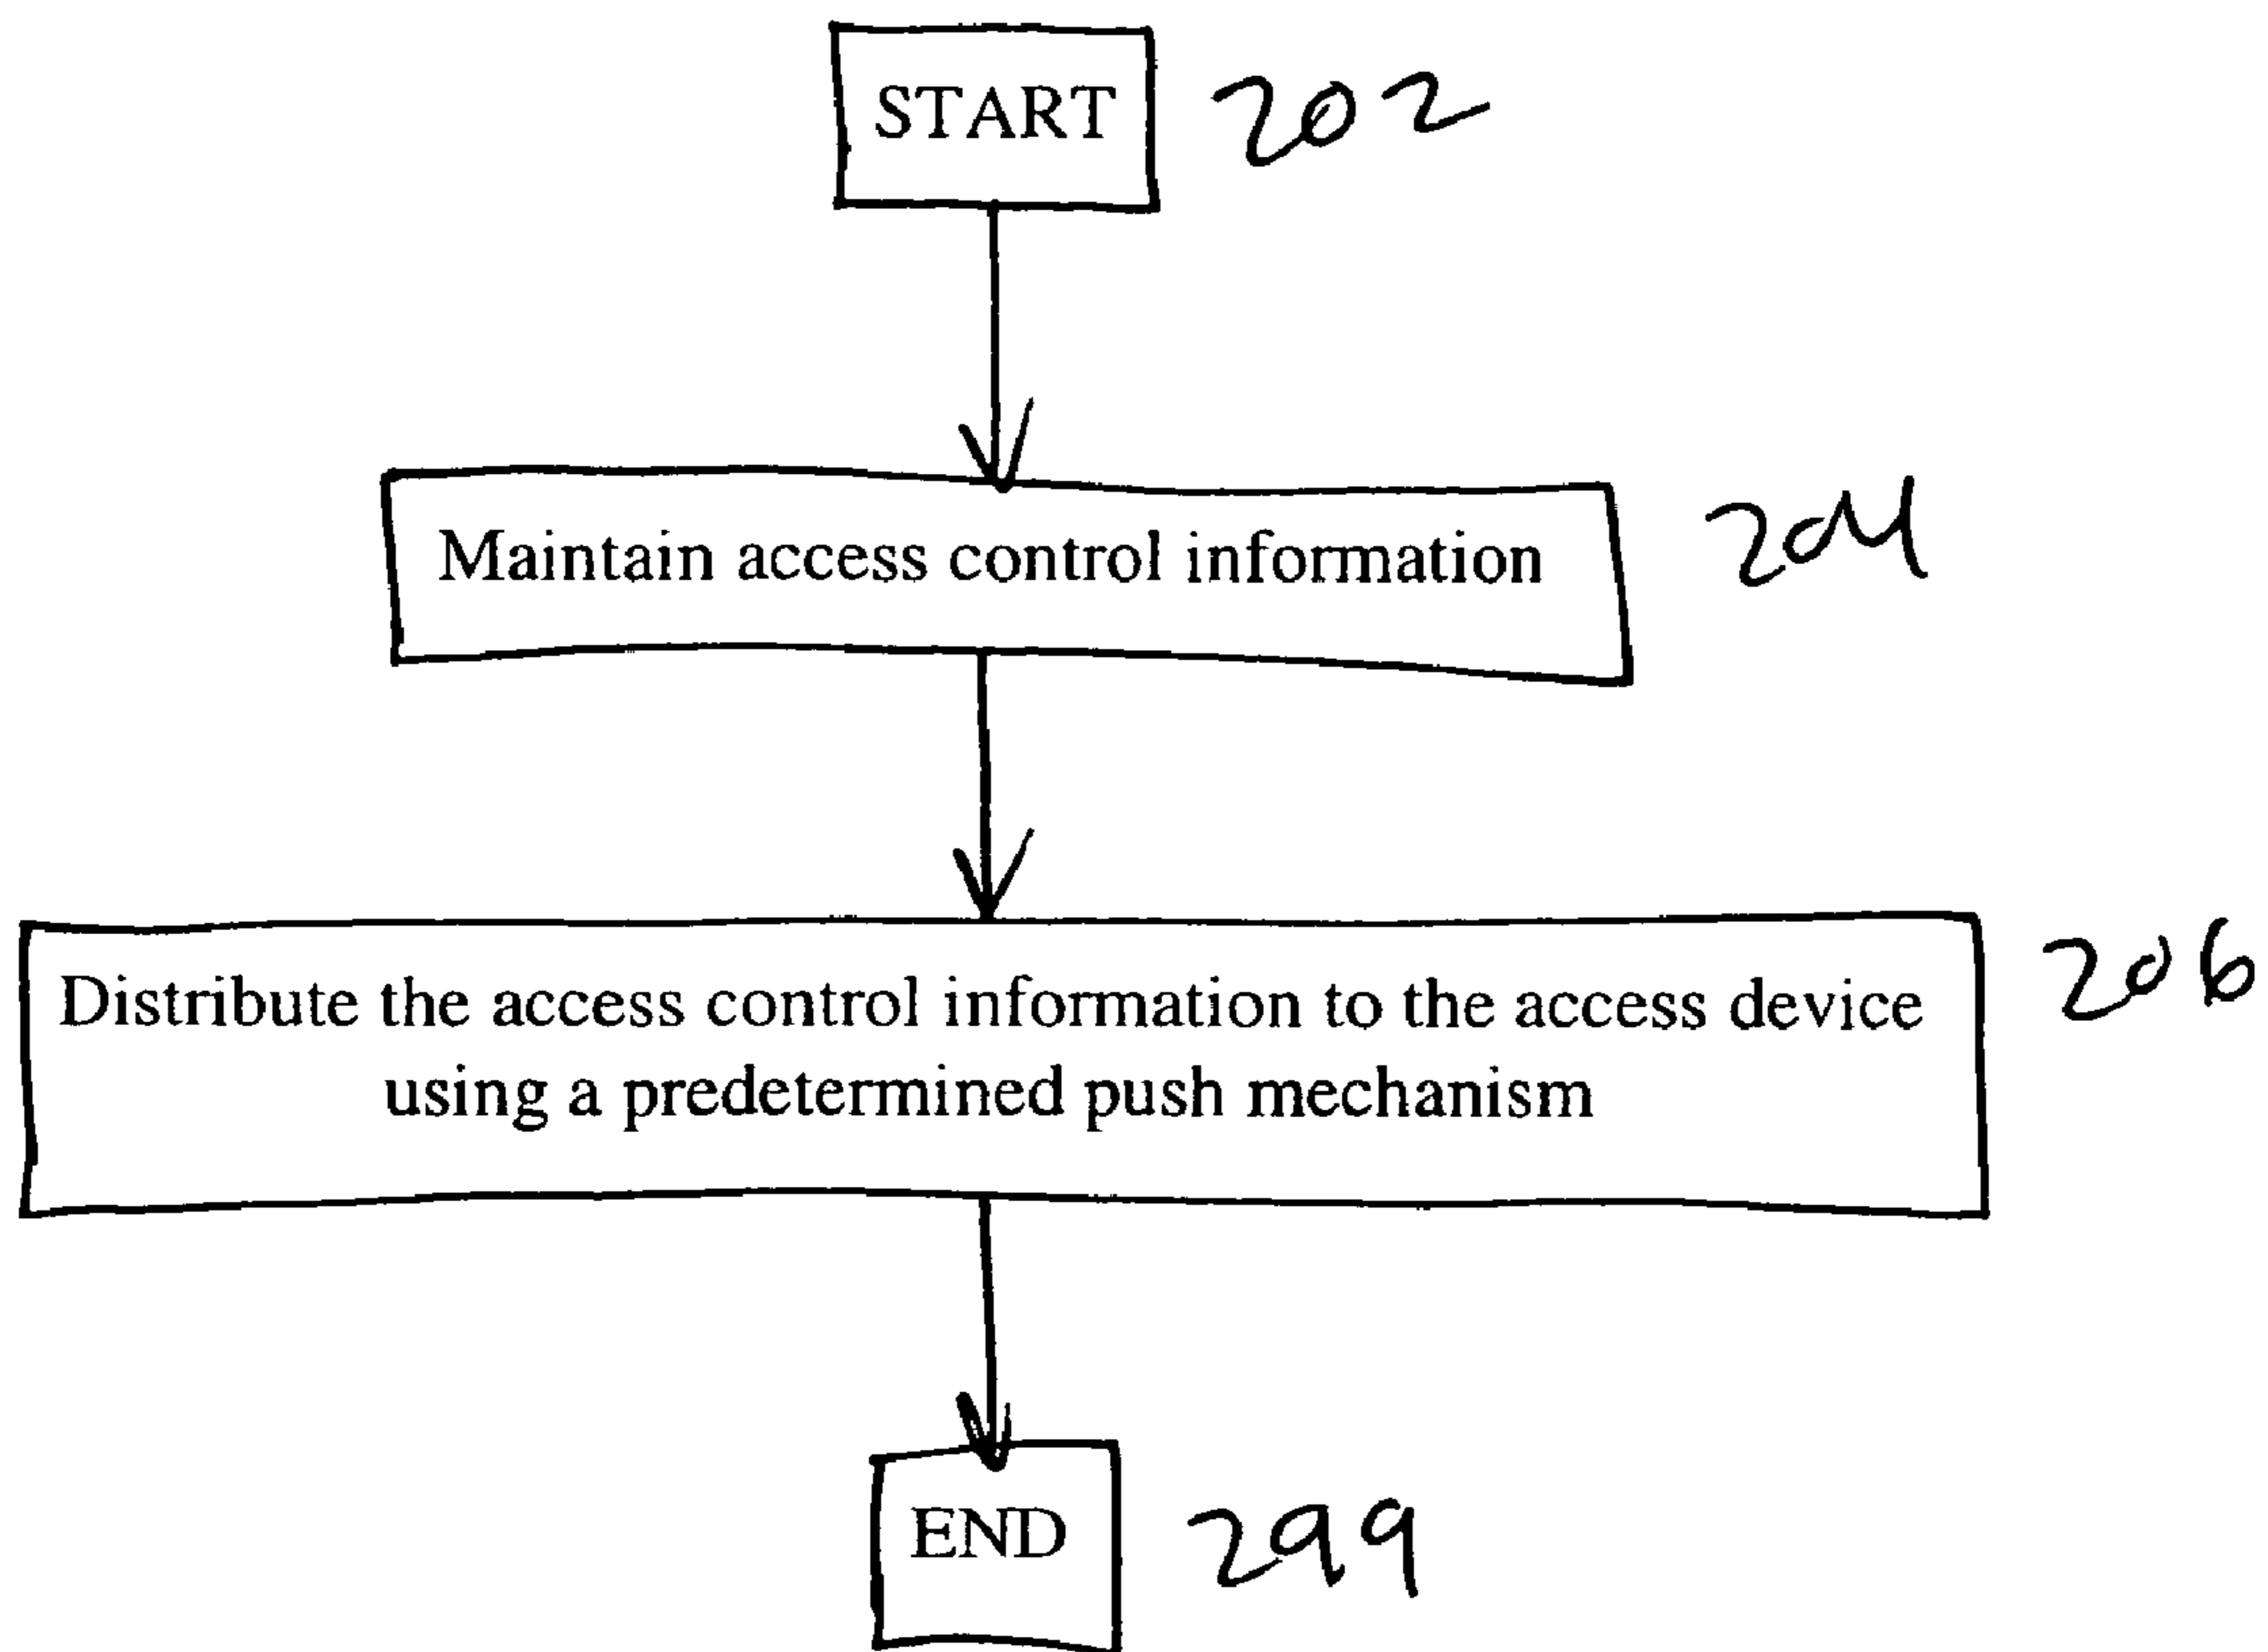 START 202
Maintain access control information 204
Distribute the access control information to the access device 206
using a predetermined push mechanism
END 299